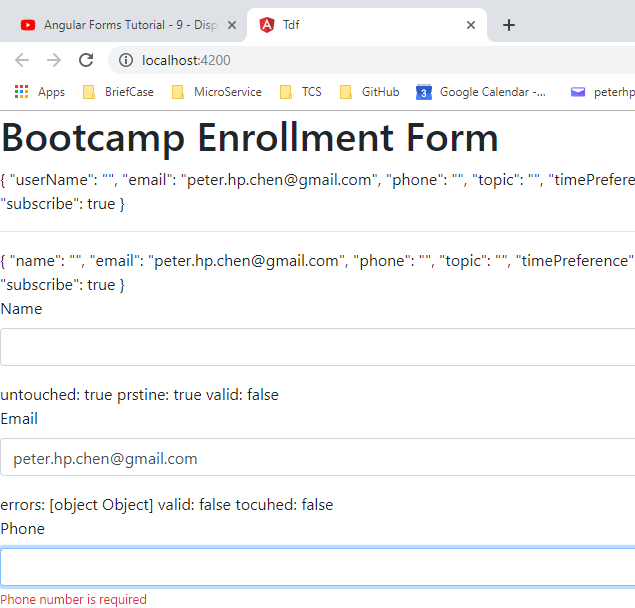 Angular Forms Tutorial - 9 - Disp
Tdf
localhost:4200
Apps BriefCase MicroService TCS GitHub 3 Google Calendar -... peterhp
Bootcamp Enrollment Form
{ "userName": "", "email": "peter.hp.chen@gmail.com", "phone": "", "topic": "", "timePrefere
"subscribe": true }
{ "name": "", "email": "peter.hp.chen@gmail.com", "phone": "", "topic": "", "timePreference"
"subscribe": true }
Name
untouched: true prstine: true valid: false
Email
peter.hp.chen@gmail.com
errors: [object Object] valid: false tocuhed: false
Phone
Phone number is required